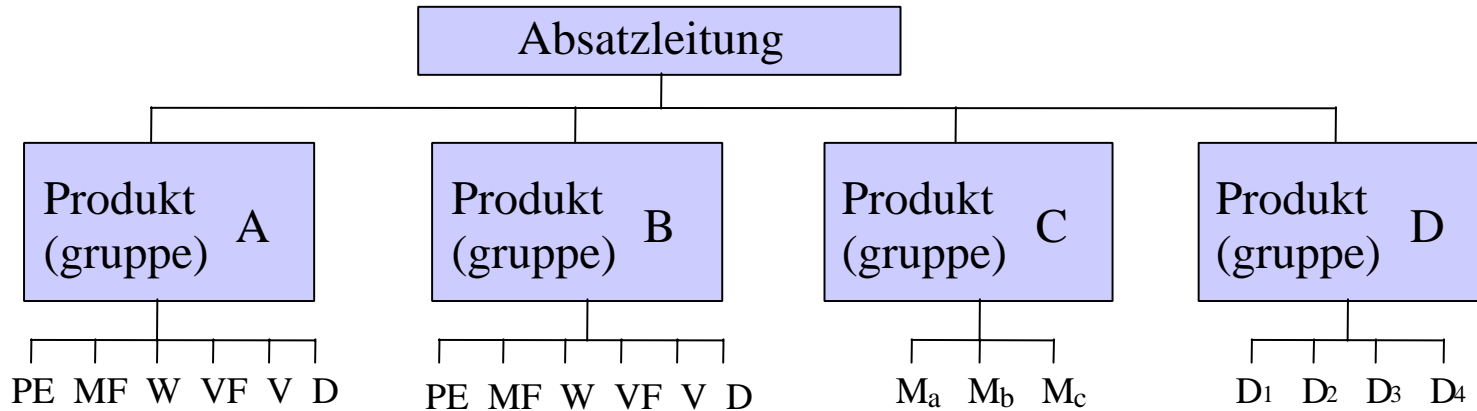 Absatzleitung
Produkt
(gruppe) A
Produkt
(gruppe) B
Produkt
(gruppe) C
Produkt
(gruppe) D
PE MF W VF V D
PE MF W VF V D
Ma Mb Mc
D1 D2 D3 D4